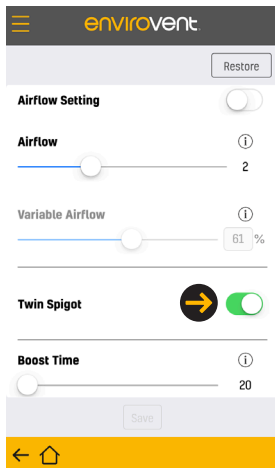 envirovent
Restore
Airflow Setting
Airflow
2
Variable Airflow
61 %
Twin Spigot
Boost Time
20
Save